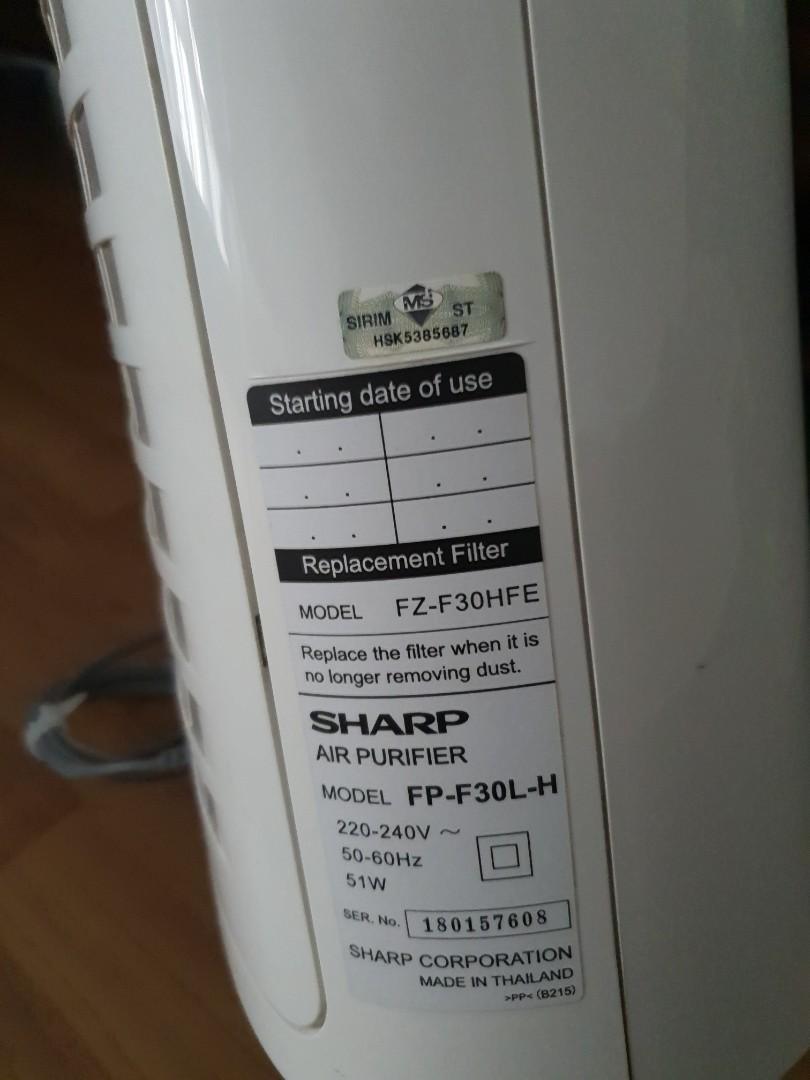 MS
SIRIM ST
HSK5385687
Starting date of use
. . . .
. . . .
. . . .
Replacement Filter
MODEL FZ-F30HFE
Replace the filter when it is
no longer removing dust.
SHARP
AIR PURIFIER
MODEL FP-F30L-H
220-240V ~
50-60Hz
51W
SER. No. 180157608
SHARP CORPORATION
MADE IN THAILAND
>PP< (B215)